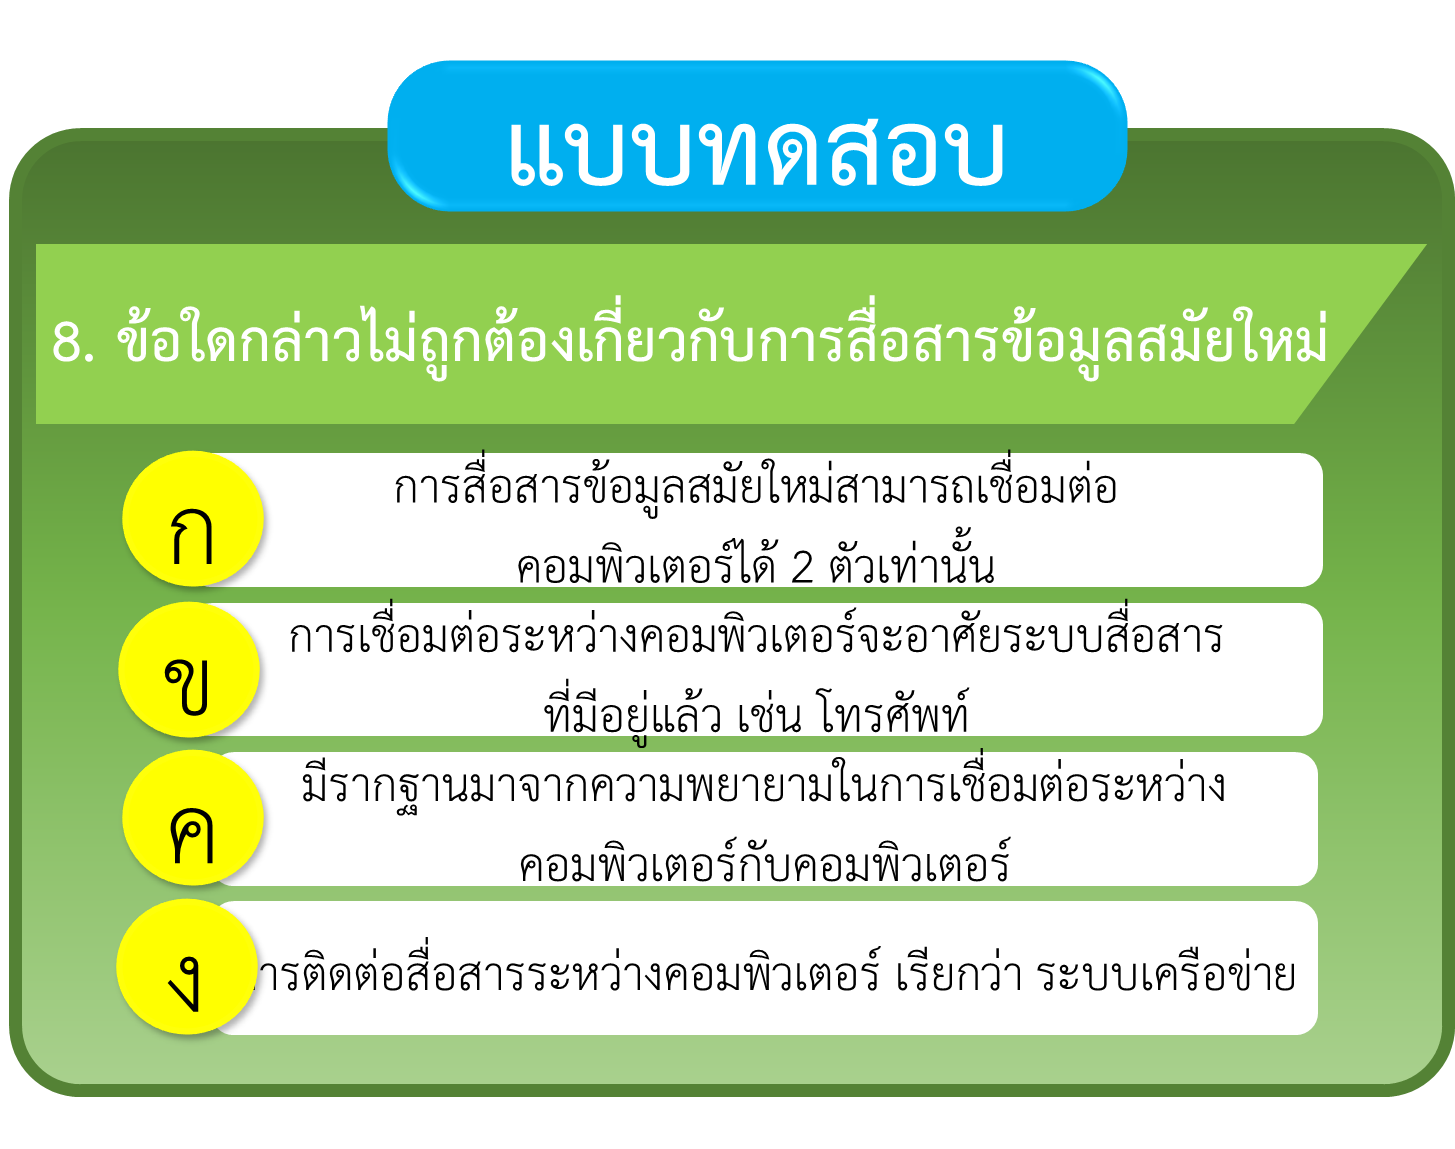 แบบทดสอบ
8. ข้อใดกล่าวไม่ถูกต้องเกี่ยวกับการสื่อสารข้อมูลสมัยใหม่
ก
การสื่อสารข้อมูลสมัยใหม่สามารถเชื่อมต่อ
คอมพิวเตอร์ได้ 2 ตัวเท่านั้น
ข
การเชื่อมต่อระหว่างคอมพิวเตอร์จะอาศัยระบบสื่อสาร
ที่มีอยู่แล้ว เช่น โทรศัพท์
ค
มีรากฐานมาจากความพยายามในการเชื่อมต่อระหว่าง
คอมพิวเตอร์กับคอมพิวเตอร์
ง
ารติดต่อสื่อสารระหว่างคอมพิวเตอร์ เรียกว่า ระบบเครือข่าย